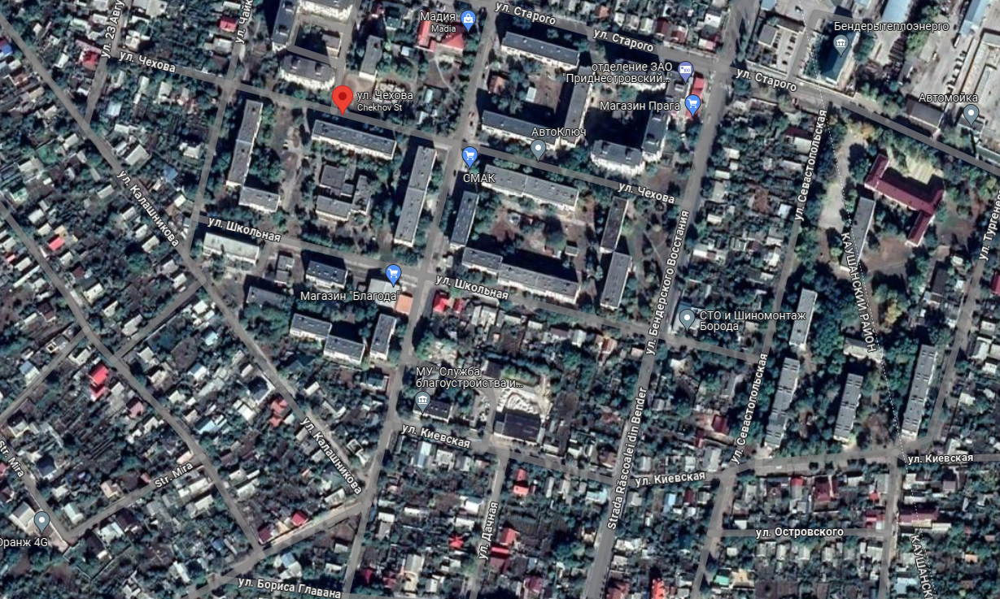 ул. Старого
Мадия
Madia
ул. Старого
Бендерытеплоэнерго
ул. Чехова
отделение ЗАО
"Приднестровский...
ул. Старого
ул. Чехова
Chekhov St
Магазин Прага
Автомойка
АвтоКлюч
ул. Севастопольская
СМАК
ул. Чехова
ул. Калашникова
ул. Школьная
КАУШАНСКИЙ РАЙОН
ул. Бендерского Восстания
Магазин "Благода"
ул. Школьная
СТО и Шиномонтаж
Борода
МУ "Служба
благоустройства и...
ул. Севастопольская
ул. Киевская
ул. Калашникова
Strada Răscoalei din Bender
ул. Киевская
ул. Киевская
Str. Mira
Str. Mira
ул. Дачная
ул. Островского
Оранж 4G
ул. Бориса Главана